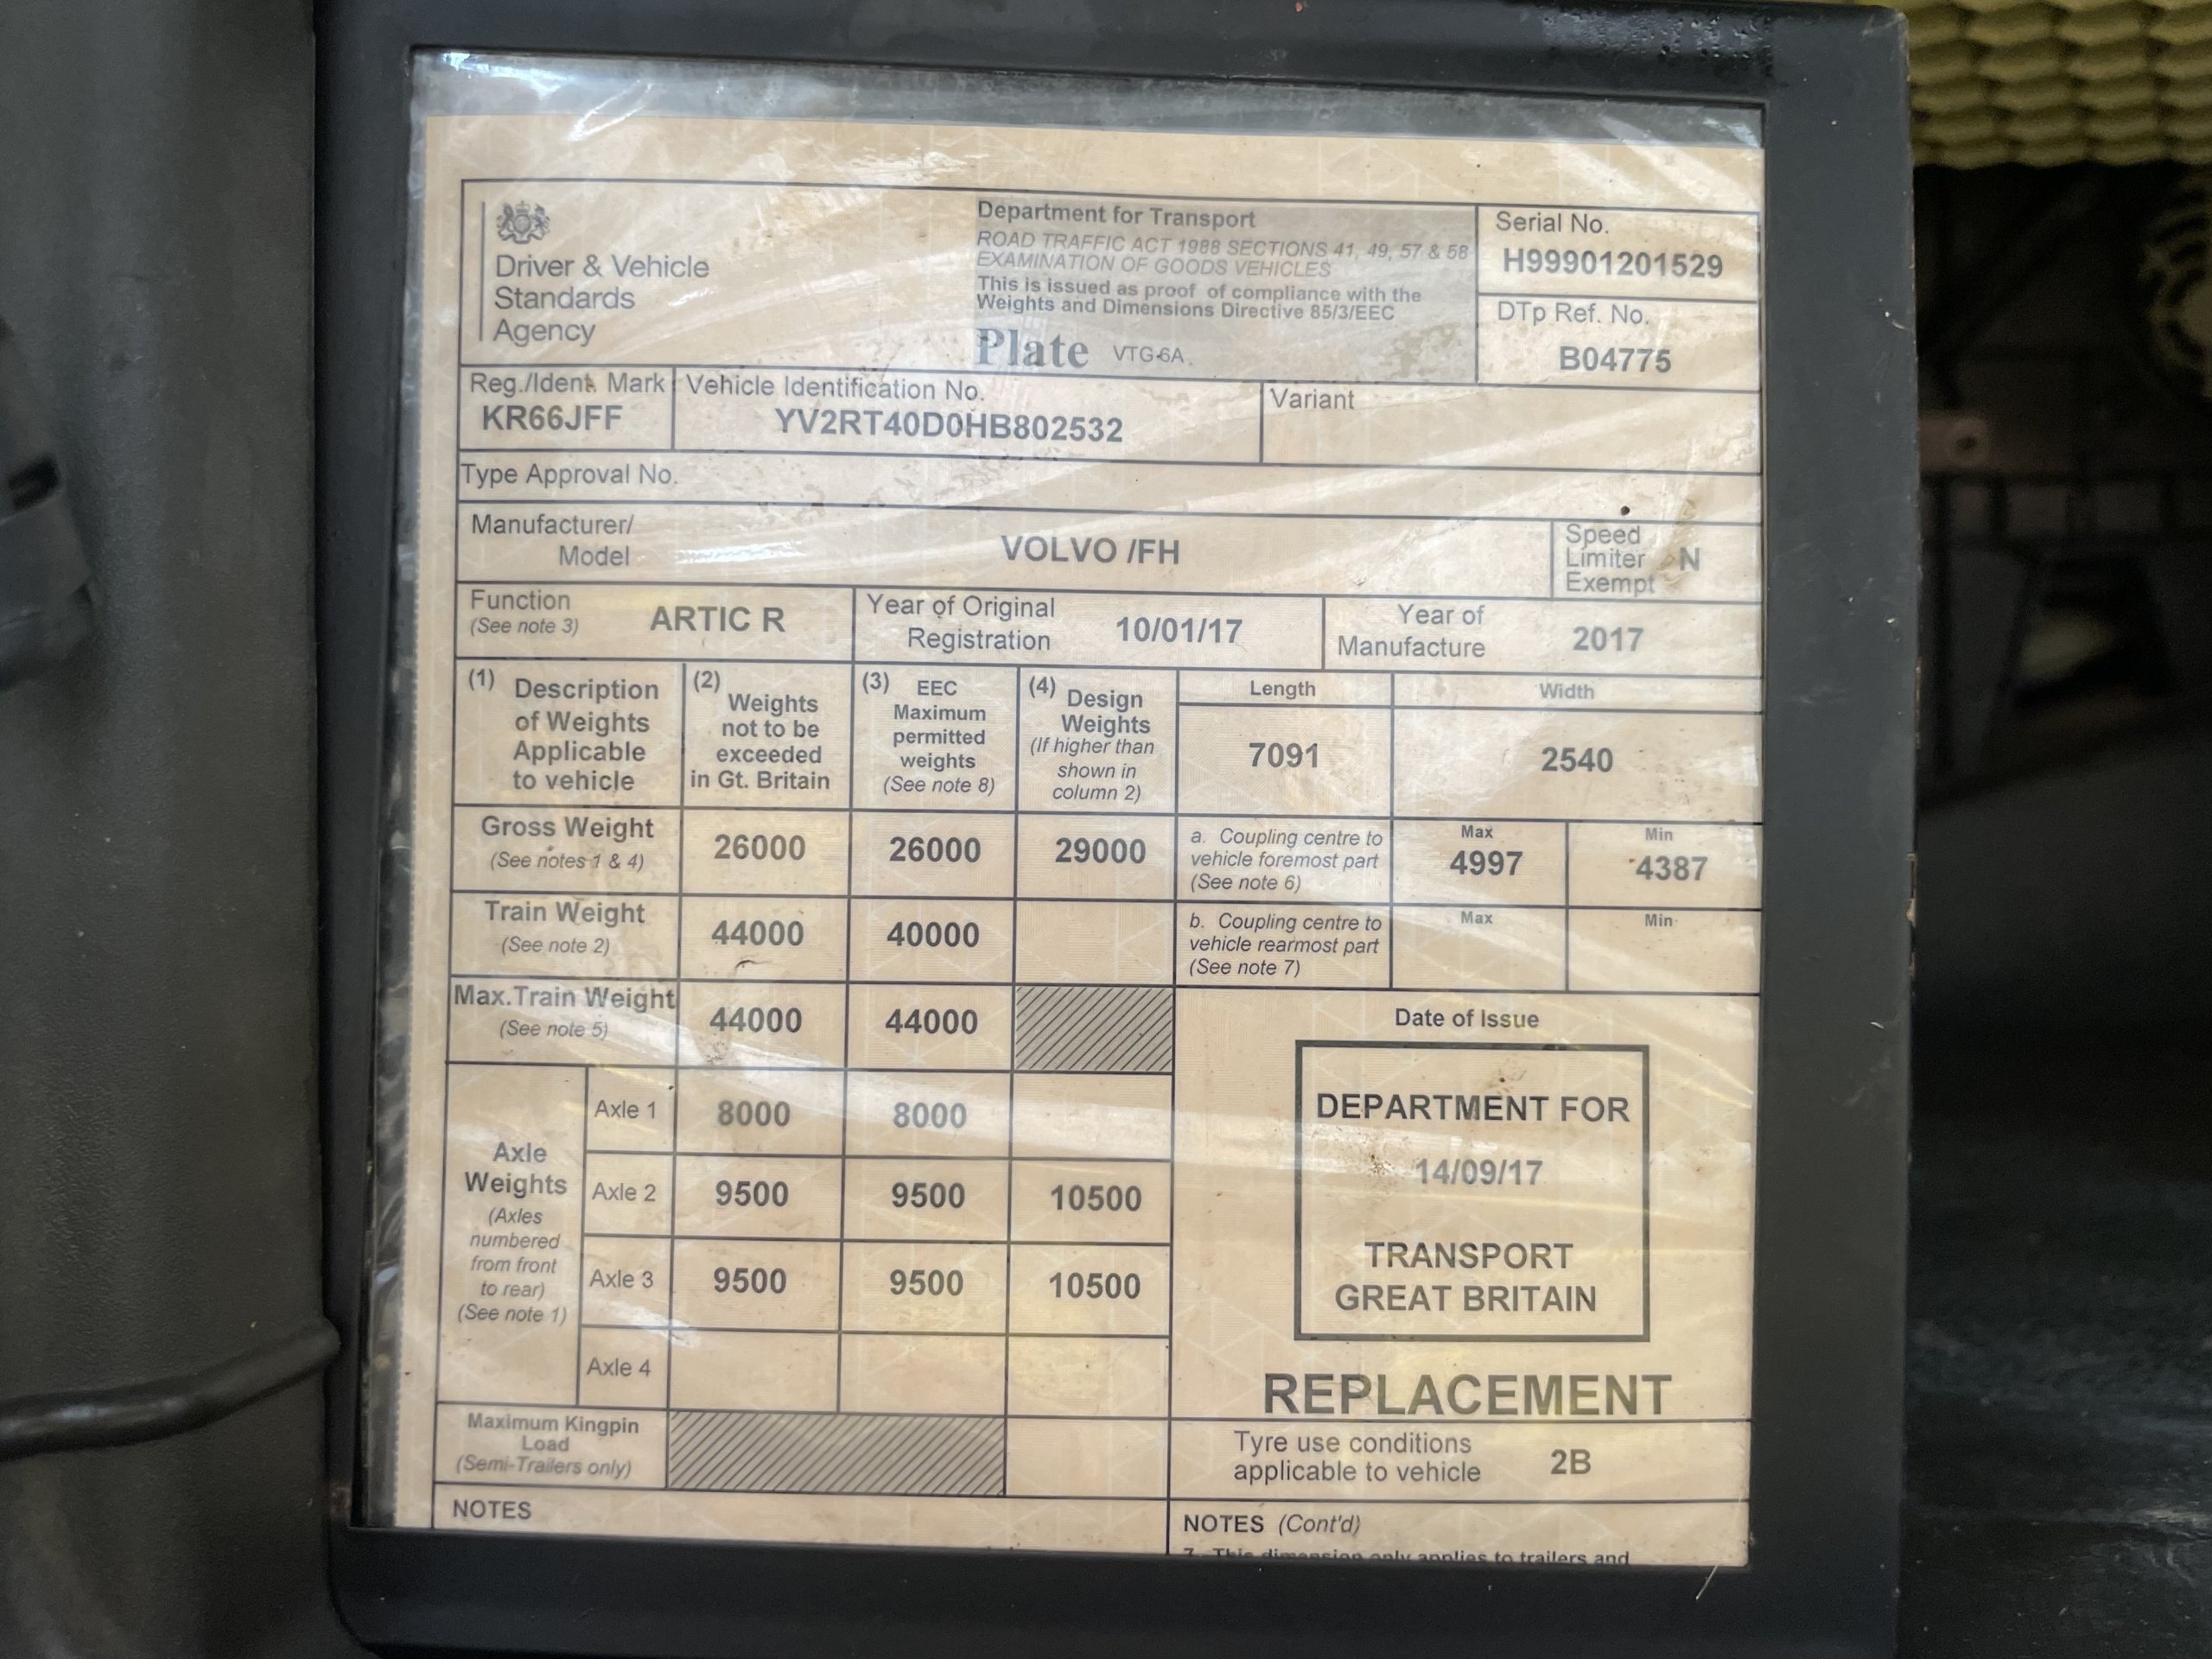 Driver & Vehicle
Standards
Agency
Department for Transport
ROAD TRAFFIC ACT 1988 SECTIONS 41, 49, 57 & 58
EXAMINATION OF GOODS VEHICLES
This is issued as proof of compliance with the
Weights and Dimensions Directive 85/3/EEC
Plate VTG6A
Serial No.
H99901201529
DTp Ref. No.
B04775
Reg./Ident. Mark
KR66JFF
Vehicle Identification No.
YV2RT40D0HB802532
Variant
Type Approval No.
Manufacturer/
Model
VOLVO /FH
Speed
Limiter
Exempt
N
Function
(See note 3)
ARTIC R
Year of Original
Registration
10/01/17
Year of
Manufacture
2017
(1) Description
of Weights
Applicable
to vehicle
(2) Weights
not to be
exceeded
in Gt. Britain
(3) EEC
Maximum
permitted
weights
(See note 8)
(4) Design
Weights
(If higher than
shown in
column 2)
Length
7091
Width
2540
Gross Weight
(See notes 1 & 4)
26000
26000
29000
a. Coupling centre to
vehicle foremost part
(See note 6)
Max
4997
Min
4387
Train Weight
(See note 2)
44000
40000
b. Coupling centre to
vehicle rearmost part
(See note 7)
Max
Min
Max.Train Weight
(See note 5)
44000
44000
Date of Issue
DEPARTMENT FOR
14/09/17
TRANSPORT
GREAT BRITAIN
REPLACEMENT
Axle
Weights
(Axles
numbered
from front
to rear)
(See note 1)
Axle 1
8000
8000
Axle 2
9500
9500
10500
Axle 3
9500
9500
10500
Axle 4
Maximum Kingpin
Load
(Semi-Trailers only)
Tyre use conditions
applicable to vehicle
2B
NOTES
NOTES (Cont'd)
7. This dimension only applies to trailers and